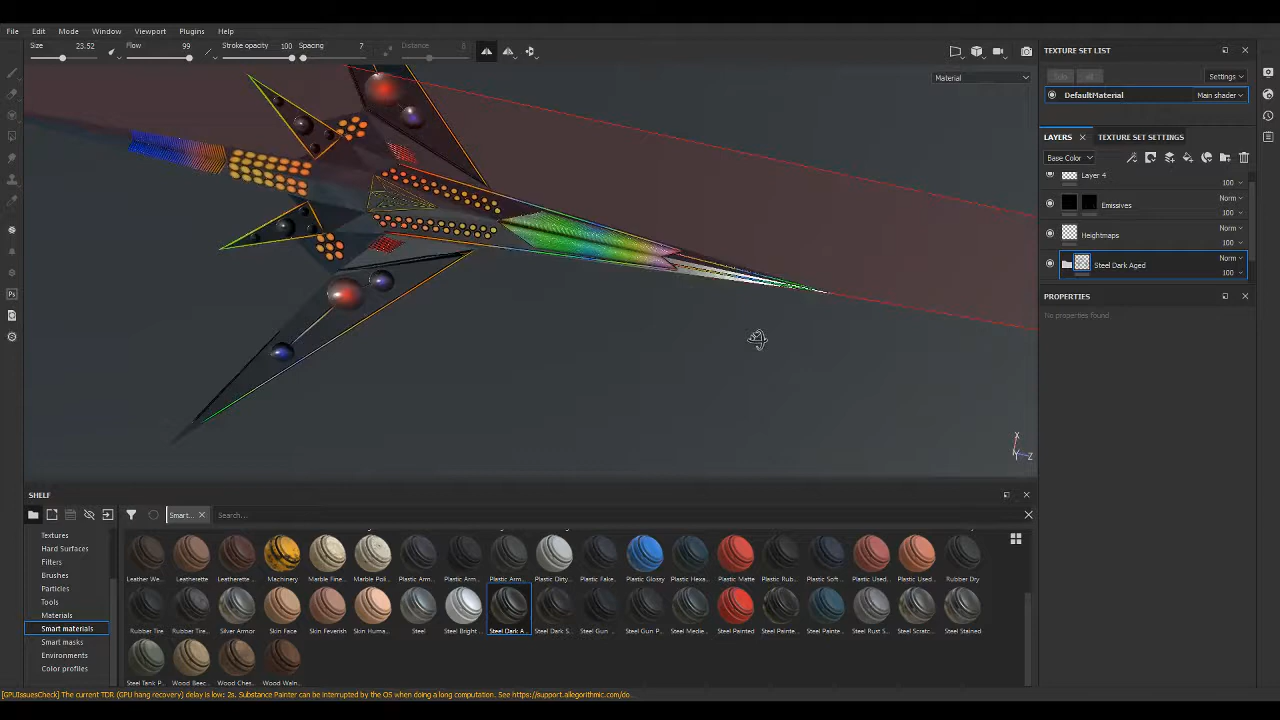 File Edit Mode Window Viewport Plugins Help
Size 23.52 Flow 99 Stroke opacity 100 Spacing 7 Distance 8
Material
TEXTURE SET LIST
Settings
DefaultMaterial Main shader
LAYERS TEXTURE SET SETTINGS
Base Color
Layer 4
100
Emissives Norm
100
Heightmaps Norm
100
Steel Dark Aged Norm
100
PROPERTIES
No properties found
X
Y Z
SHELF
Smart... Search...
Textures
Hard Surfaces
Filters
Brushes
Particles
Tools
Materials
Smart materials
Smart masks
Environments
Color profiles
Leather We... Leatherette Leatherette ... Machinery Marble Fine... Marble Poli... Plastic Arm... Plastic Arm... Plastic Arm... Plastic Dirty... Plastic Fake... Plastic Glossy Plastic Hexa... Plastic Matte Plastic Rub... Plastic Soft ... Plastic Used... Plastic Used... Rubber Dry
Rubber Tire Rubber Tire... Silver Armor Skin Face Skin Feverish Skin Huma... Steel Steel Bright ... Steel Dark A... Steel Dark S... Steel Gun ... Steel Gun P... Steel Medie... Steel Painted Steel Painte... Steel Painte... Steel Rust S... Steel Scratc... Steel Stained
Steel Tank P... Wood Beec... Wood Ches... Wood Waln...
[GPUIssuesCheck] The current TDR (GPU hang recovery) delay is low: 2s. Substance Painter can be interrupted by the OS when doing a long computation. See https://support.allegorithmic.com/do...
Ps